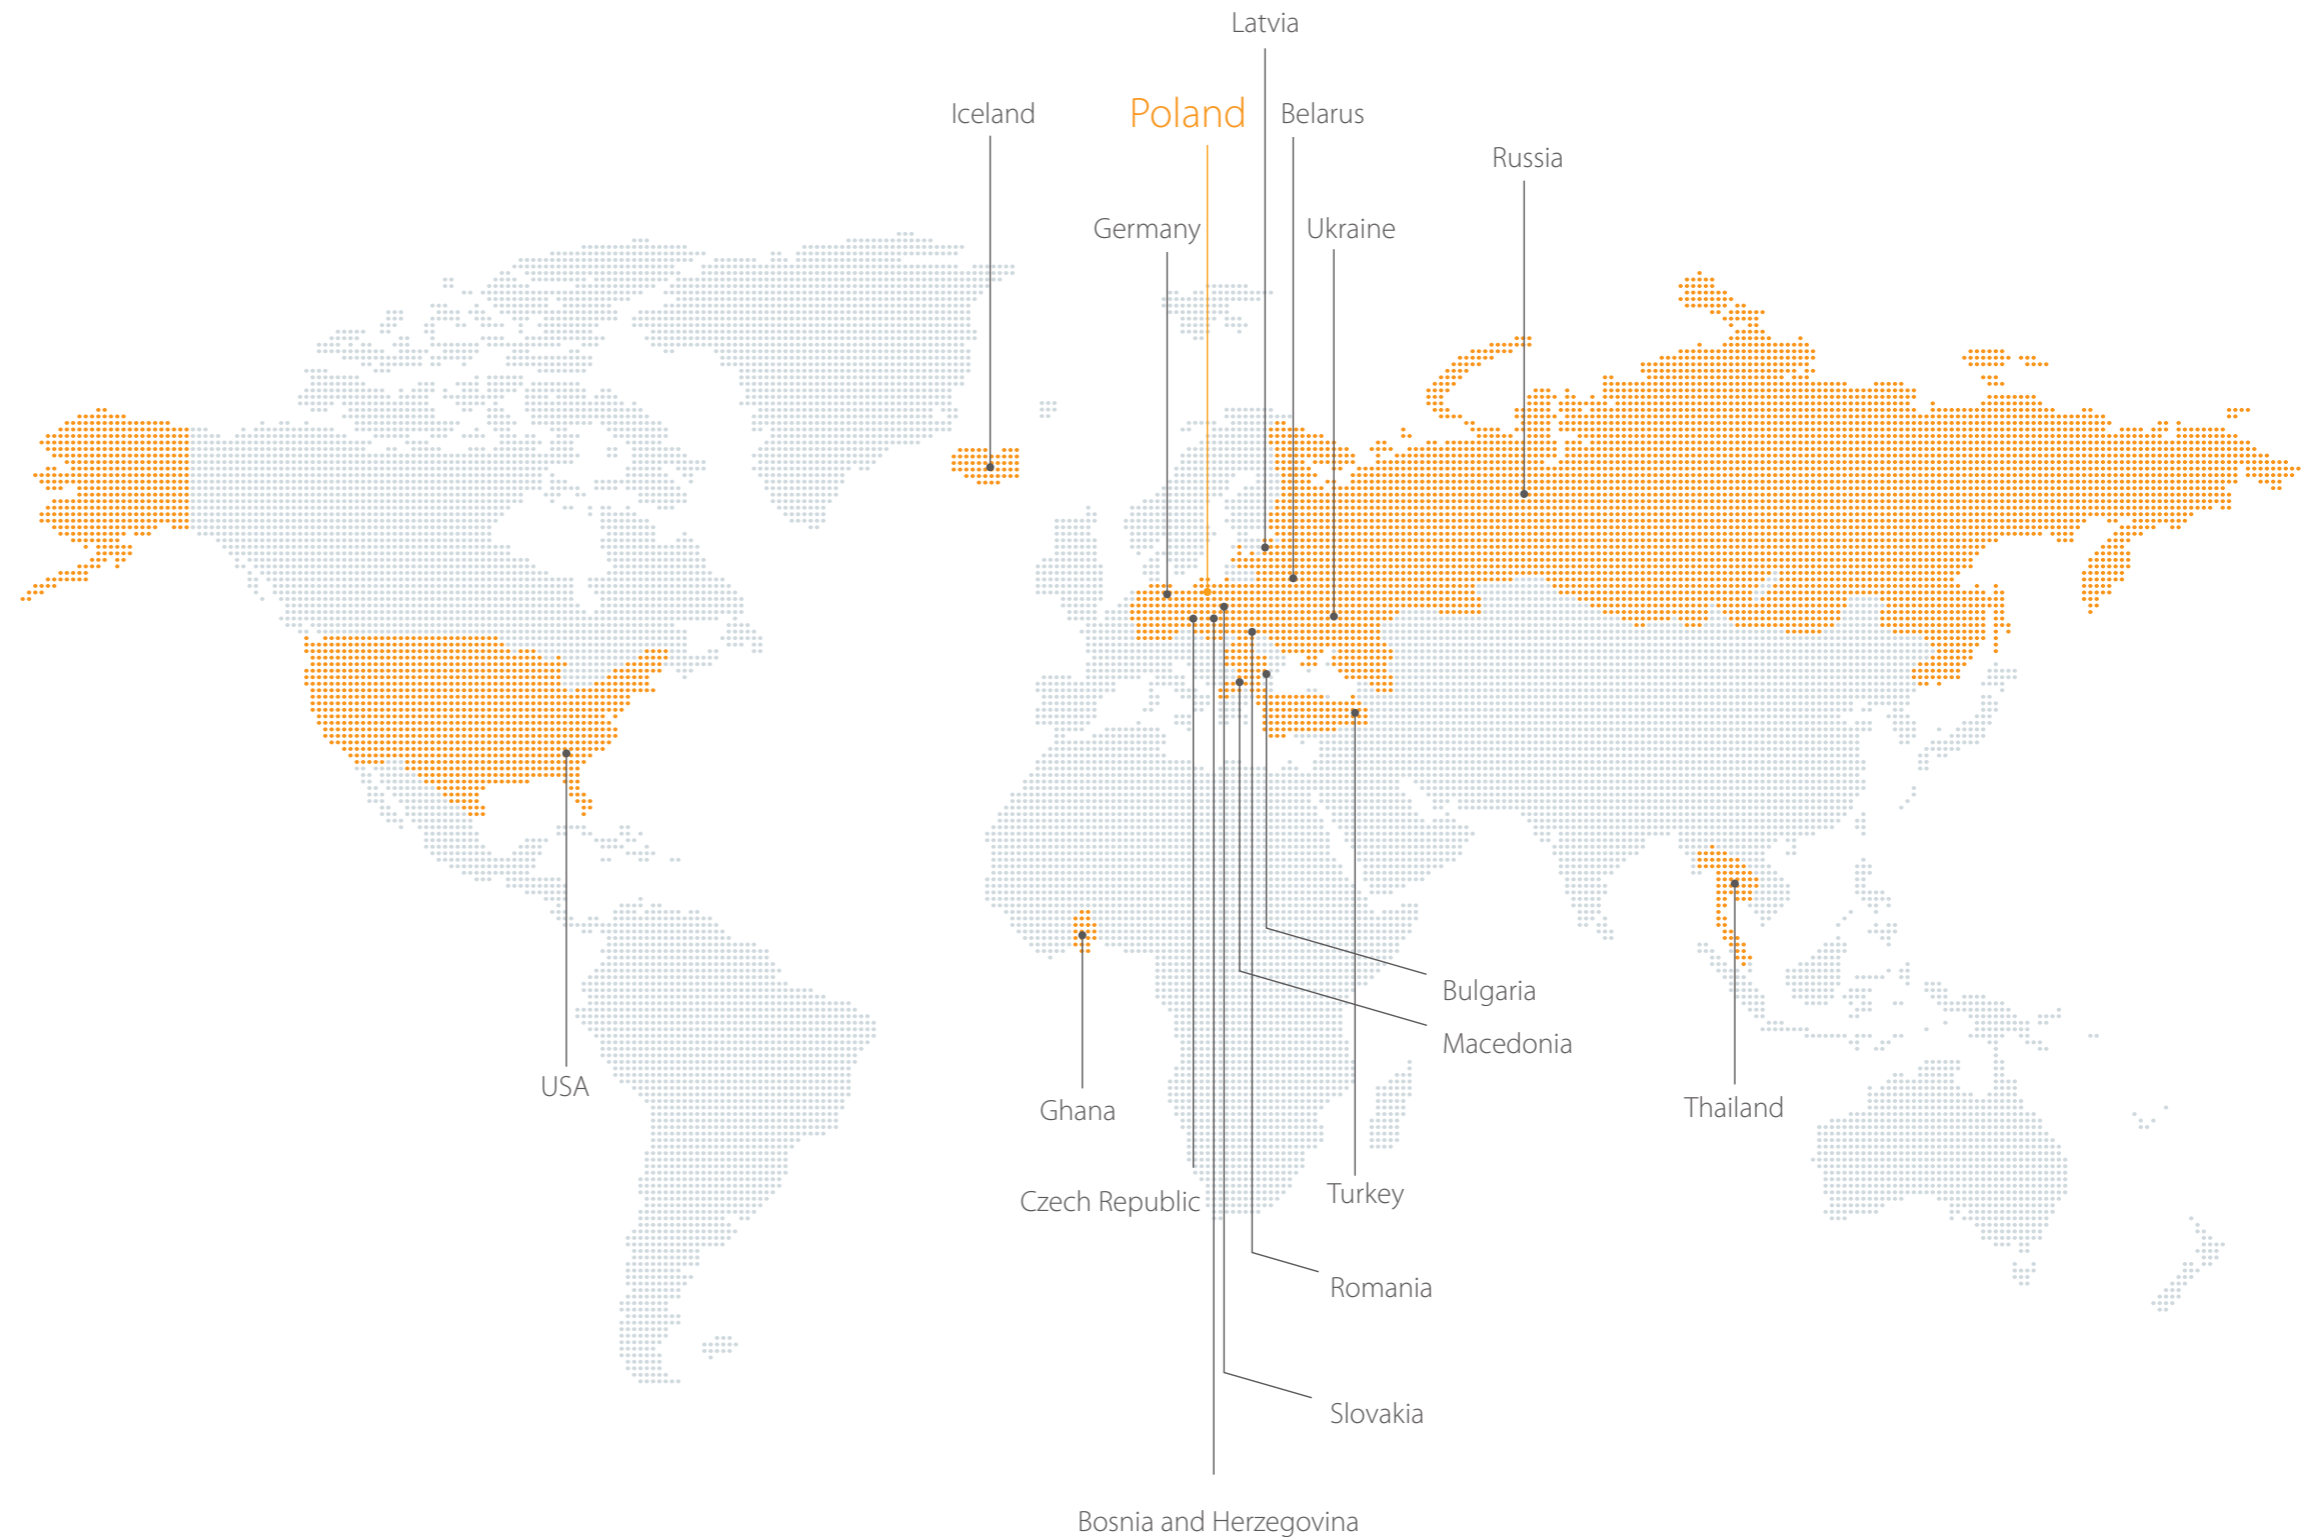 Latvia
Iceland
Poland
Belarus
Russia
Germany
Ukraine
Bulgaria
Macedonia
USA
Ghana
Thailand
Czech Republic
Turkey
Romania
Slovakia
Bosnia and Herzegovina